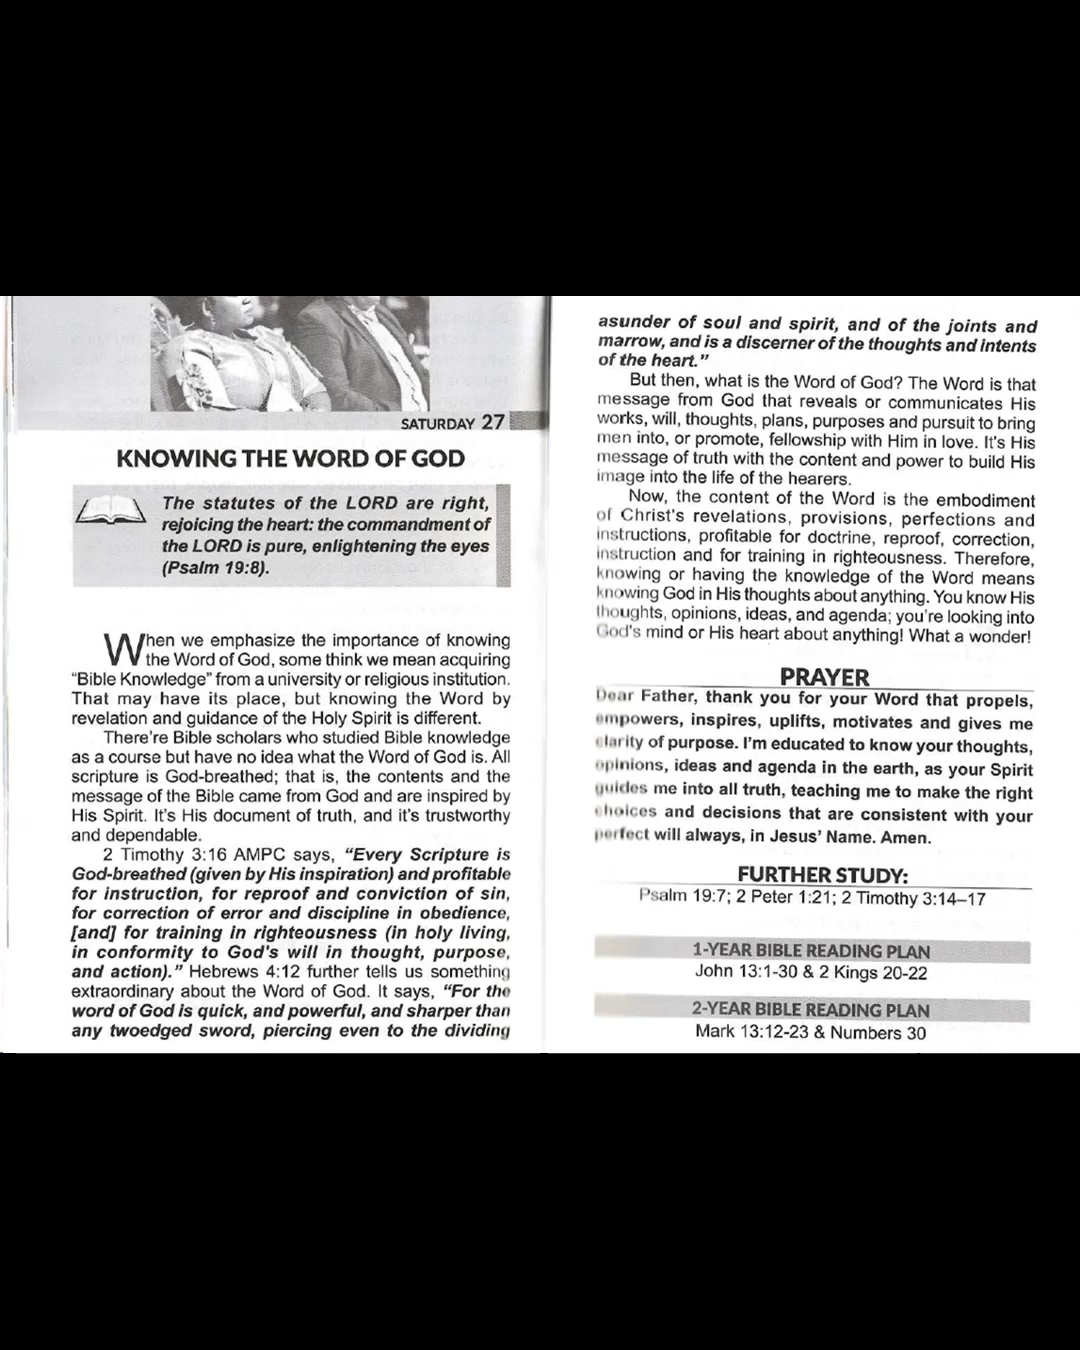 SATURDAY 27
KNOWING THE WORD OF GOD
The statutes of the LORD are right,
rejoicing the heart: the commandment of
the LORD is pure, enlightening the eyes
(Psalm 19:8).
When we emphasize the importance of knowing
the Word of God, some think we mean acquiring
"Bible Knowledge" from a university or religious institution.
That may have its place, but knowing the Word by
revelation and guidance of the Holy Spirit is different.
There're Bible scholars who studied Bible knowledge
as a course but have no idea what the Word of God is. All
scripture is God-breathed; that is, the contents and the
message of the Bible came from God and are inspired by
His Spirit. It's His document of truth, and it's trustworthy
and dependable.
2 Timothy 3:16 AMPC says, "Every Scripture is
God-breathed (given by His inspiration) and profitable
for instruction, for reproof and conviction of sin,
for correction of error and discipline in obedience,
[and] for training in righteousness (in holy living,
in conformity to God's will in thought, purpose,
and action)." Hebrews 4:12 further tells us something
extraordinary about the Word of God. It says, "For the
word of God is quick, and powerful, and sharper than
any twoedged sword, piercing even to the dividing
asunder of soul and spirit, and of the joints and
marrow, and is a discerner of the thoughts and intents
of the heart."
But then, what is the Word of God? The Word is that
message from God that reveals or communicates His
works, will, thoughts, plans, purposes and pursuit to bring
men into, or promote, fellowship with Him in love. It's His
message of truth with the content and power to build His
image into the life of the hearers.
Now, the content of the Word is the embodiment
of Christ's revelations, provisions, perfections and
instructions, profitable for doctrine, reproof, correction,
instruction and for training in righteousness. Therefore,
knowing or having the knowledge of the Word means
knowing God in His thoughts about anything. You know His
thoughts, opinions, ideas, and agenda; you're looking into
God's mind or His heart about anything! What a wonder!
PRAYER
Dear Father, thank you for your Word that propels,
empowers, inspires, uplifts, motivates and gives me
clarity of purpose. I'm educated to know your thoughts,
opinions, ideas and agenda in the earth, as your Spirit
guides me into all truth, teaching me to make the right
choices and decisions that are consistent with your
perfect will always, in Jesus' Name. Amen.
FURTHER STUDY:
Psalm 19:7; 2 Peter 1:21; 2 Timothy 3:14–17
1-YEAR BIBLE READING PLAN
John 13:1-30 & 2 Kings 20-22
2-YEAR BIBLE READING PLAN
Mark 13:12-23 & Numbers 30